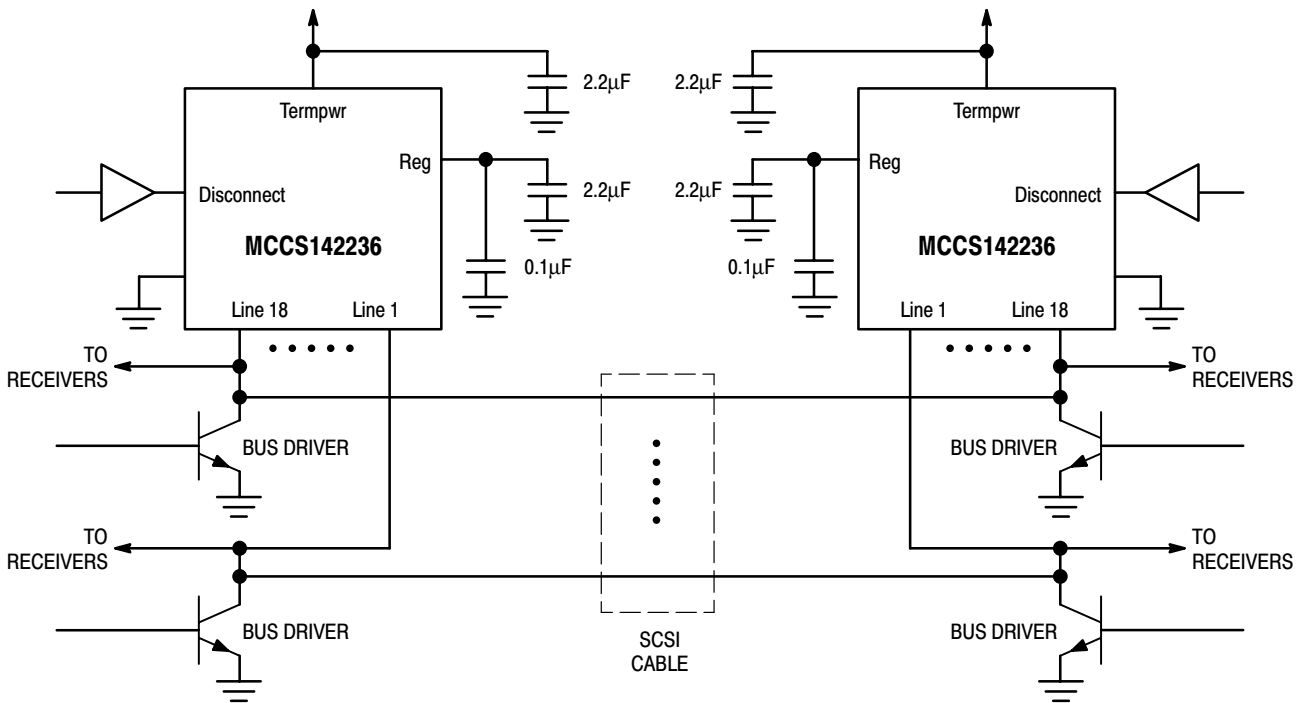 2.2μF
2.2μF
Termpwr
Termpwr
Reg
Reg
2.2μF
2.2μF
Disconnect
Disconnect
MCCS142236
MCCS142236
0.1μF
0.1μF
Line 18
Line 1
Line 1
Line 18
TO
RECEIVERS
TO
RECEIVERS
BUS DRIVER
BUS DRIVER
TO
RECEIVERS
TO
RECEIVERS
BUS DRIVER
BUS DRIVER
SCSI
CABLE